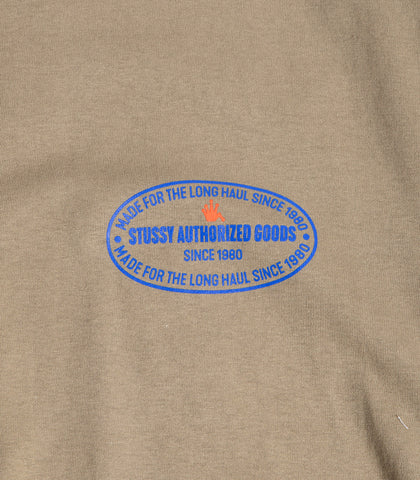 MADE FOR THE LONG HAUL SINCE 1980
STUSSY AUTHORIZED GOODS
SINCE 1980
MADE FOR THE LONG HAUL SINCE 1980